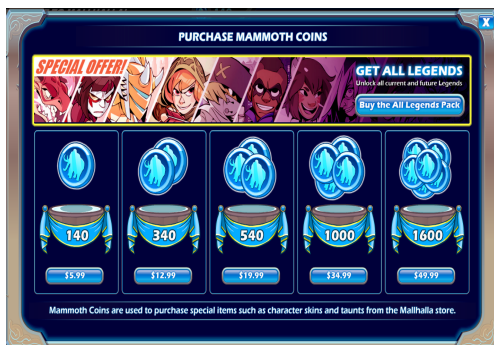 PURCHASE MAMMOTH COINS
X
SPECIAL OFFER!
GET ALL LEGENDS
Unlock all current and future Legends
Buy the All Legends Pack
140
340
540
1000
1600
$5.99
$12.99
$19.99
$34.99
$49.99
Mammoth Coins are used to purchase special items such as character skins and taunts from the Mallhalla store.